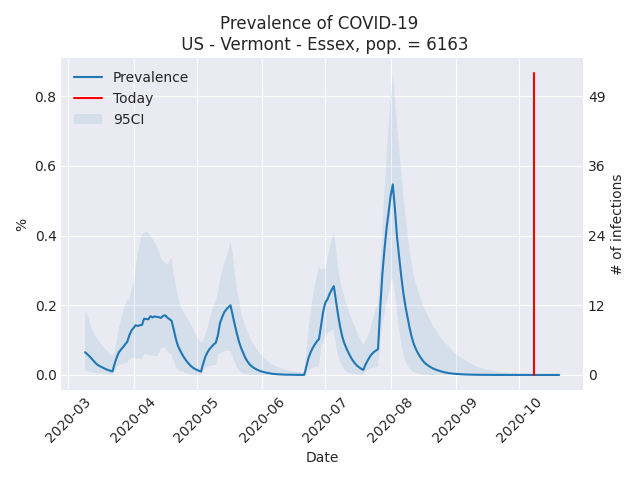 Prevalence of COVID-19
US - Vermont - Essex, pop. = 6163
Prevalence
Today
95CI
0.8
0.6
0.4
0.2
0.0
%
49
36
24
12
0
# of infections
2020-03
2020-04
2020-05
2020-06
2020-07
2020-08
2020-09
2020-10
Date